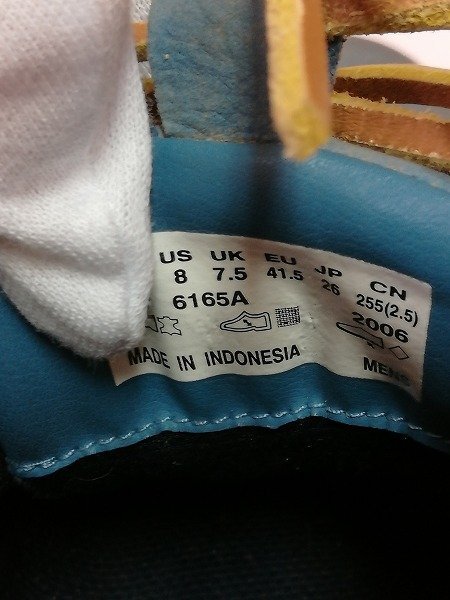 US UK EU JP CN
8 7.5 41.5 26 255(2.5)
6165A 2006
MADE IN INDONESIA MENS